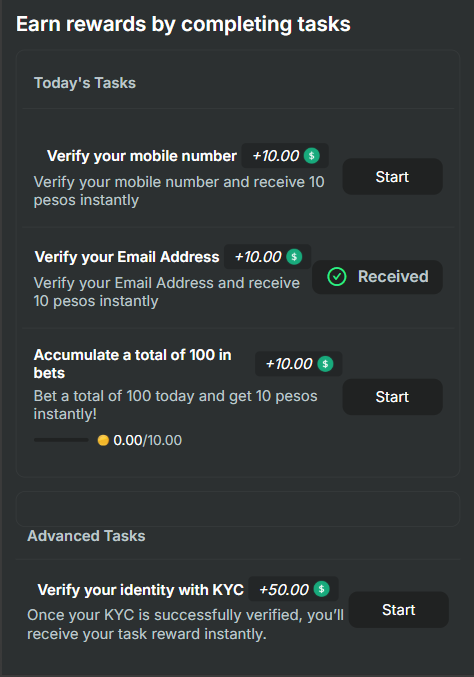 Earn rewards by completing tasks
Today's Tasks
Verify your mobile number +10.00 $
Verify your mobile number and receive 10
pesos instantly
Start
Verify your Email Address +10.00 $
Verify your Email Address and receive
10 pesos instantly
Received
Accumulate a total of 100 in
bets
+10.00 $
Bet a total of 100 today and get 10 pesos
instantly!
Start
0.00/10.00
Advanced Tasks
Verify your identity with KYC +50.00 $
Once your KYC is successfully verified, you'll
receive your task reward instantly.
Start